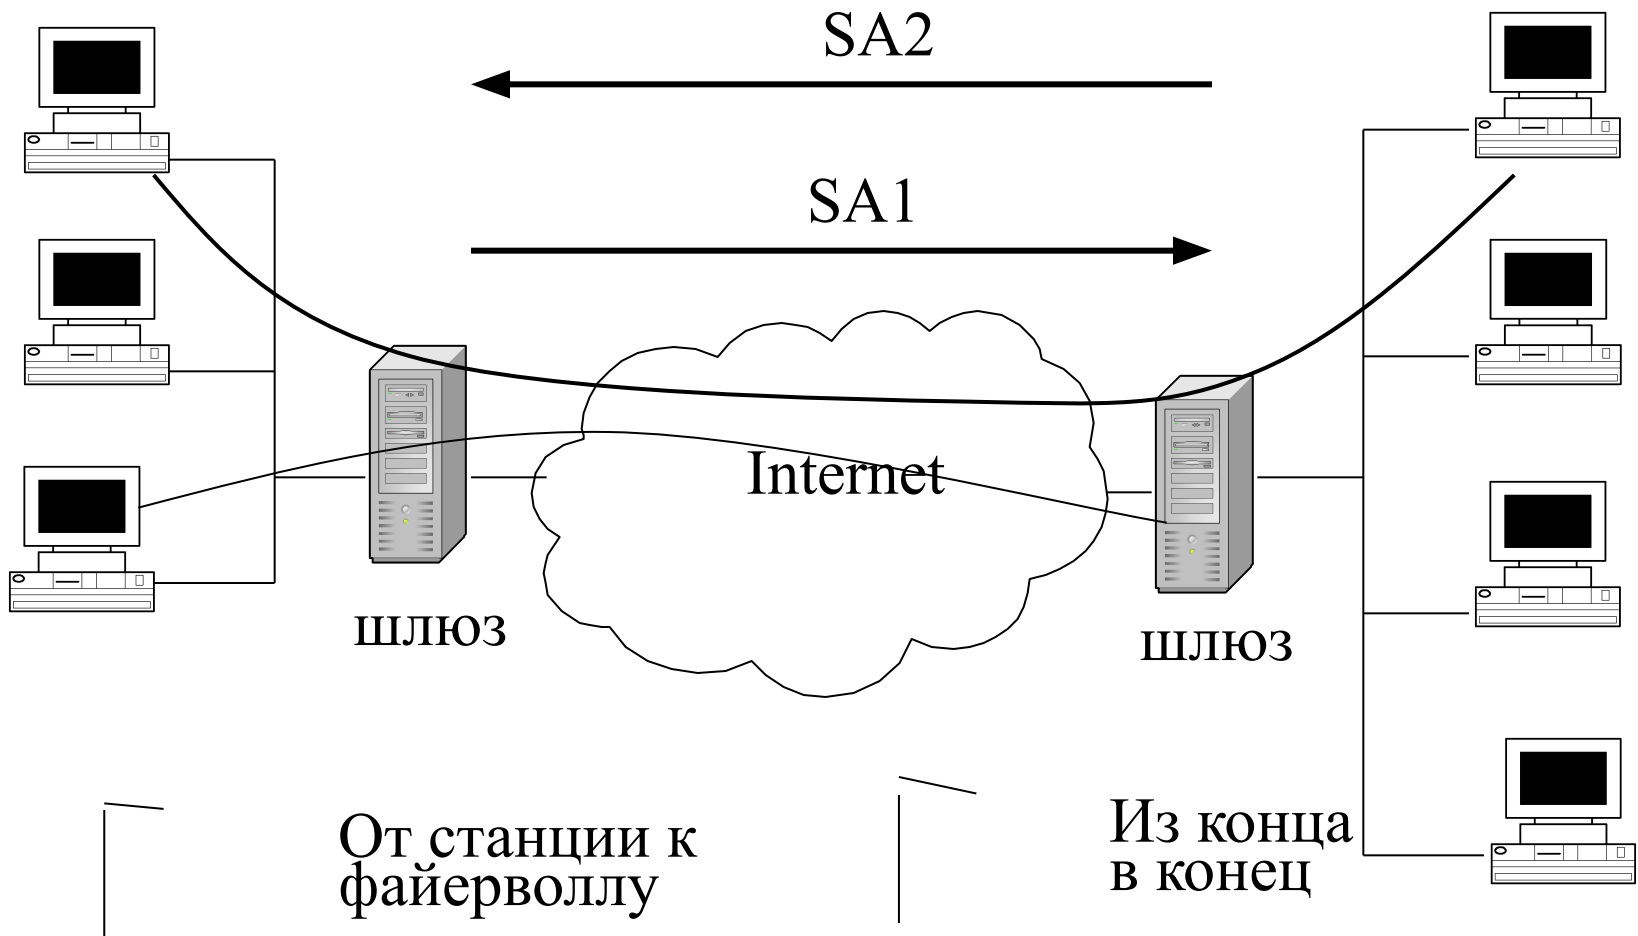 SA2
SA1
Internet
шлюз
шлюз
От станции к
файерволлу
Из конца
в конец